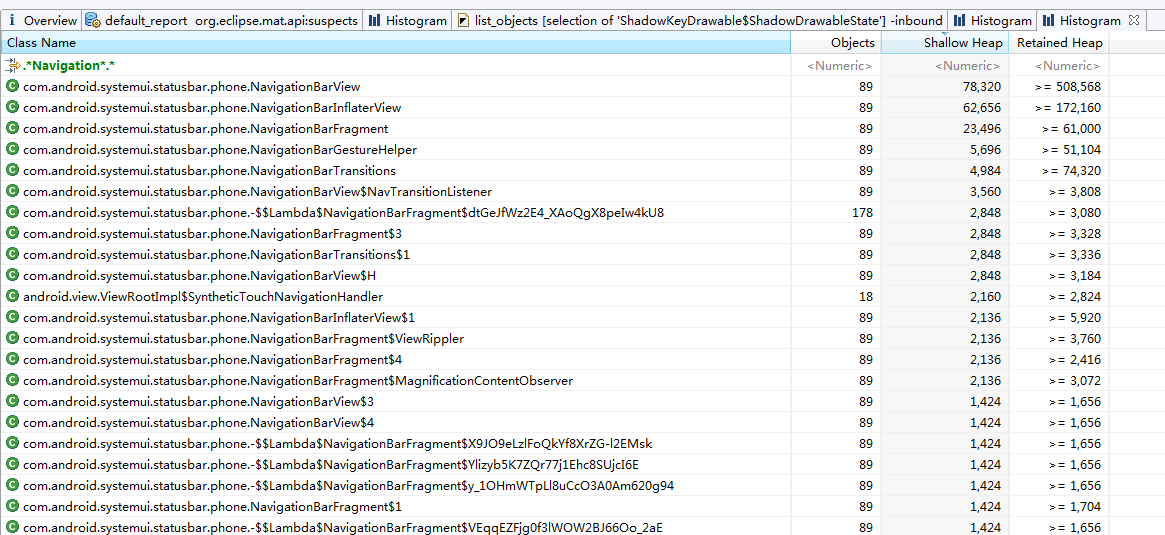 i Overview default_report org.eclipse.mat.api:suspects Histogram list_objects [selection of 'ShadowKeyDrawable$ShadowDrawableState'] -inbound Histogram Histogram
Class Name Objects Shallow Heap Retained Heap
.*Navigation*.* <Numeric> <Numeric> <Numeric>
com.android.systemui.statusbar.phone.NavigationBarView 89 78,320 >= 508,568
com.android.systemui.statusbar.phone.NavigationBarInflaterView 89 62,656 >= 172,160
com.android.systemui.statusbar.phone.NavigationBarFragment 89 23,496 >= 61,000
com.android.systemui.statusbar.phone.NavigationBarGestureHelper 89 5,696 >= 51,104
com.android.systemui.statusbar.phone.NavigationBarTransitions 89 4,984 >= 74,320
com.android.systemui.statusbar.phone.NavigationBarView$NavTransitionListener 89 3,560 >= 3,808
com.android.systemui.statusbar.phone.-$$Lambda$NavigationBarFragment$dtGeJfWz2E4_XAoQgX8peIw4kU8 178 2,848 >= 3,080
com.android.systemui.statusbar.phone.NavigationBarFragment$3 89 2,848 >= 3,328
com.android.systemui.statusbar.phone.NavigationBarTransitions$1 89 2,848 >= 3,336
com.android.systemui.statusbar.phone.NavigationBarView$H 89 2,848 >= 3,184
android.view.ViewRootImpl$SyntheticTouchNavigationHandler 18 2,160 >= 2,824
com.android.systemui.statusbar.phone.NavigationBarInflaterView$1 89 2,136 >= 5,920
com.android.systemui.statusbar.phone.NavigationBarFragment$ViewRippler 89 2,136 >= 3,760
com.android.systemui.statusbar.phone.NavigationBarFragment$4 89 2,136 >= 2,416
com.android.systemui.statusbar.phone.NavigationBarFragment$MagnificationContentObserver 89 2,136 >= 3,072
com.android.systemui.statusbar.phone.NavigationBarView$3 89 1,424 >= 1,656
com.android.systemui.statusbar.phone.NavigationBarView$4 89 1,424 >= 1,656
com.android.systemui.statusbar.phone.-$$Lambda$NavigationBarFragment$X9JO9eLzlFoQkYf8XrZG-l2EMsk 89 1,424 >= 1,656
com.android.systemui.statusbar.phone.-$$Lambda$NavigationBarFragment$Ylizyb5K7ZQr77j1Ehc8SUjcI6E 89 1,424 >= 1,656
com.android.systemui.statusbar.phone.-$$Lambda$NavigationBarFragment$y_1OHmWTpLl8uCcO3A0Am620g94 89 1,424 >= 1,656
com.android.systemui.statusbar.phone.NavigationBarFragment$1 89 1,424 >= 1,704
com.android.systemui.statusbar.phone.-$$Lambda$NavigationBarFragment$VEqqEZFjg0f3lWOW2BJ66Oo_2aE 89 1,424 >= 1,656